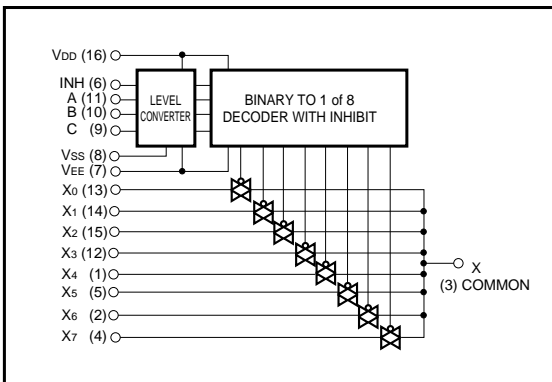 VDD (16)
INH (6)
A (11)
B (10)
C (9)
LEVEL
CONVERTER
BINARY TO 1 of 8
DECODER WITH INHIBIT
VSS (8)
VEE (7)
X0 (13)
X1 (14)
X2 (15)
X3 (12)
X4 (1)
X5 (5)
X6 (2)
X7 (4)
X
(3) COMMON